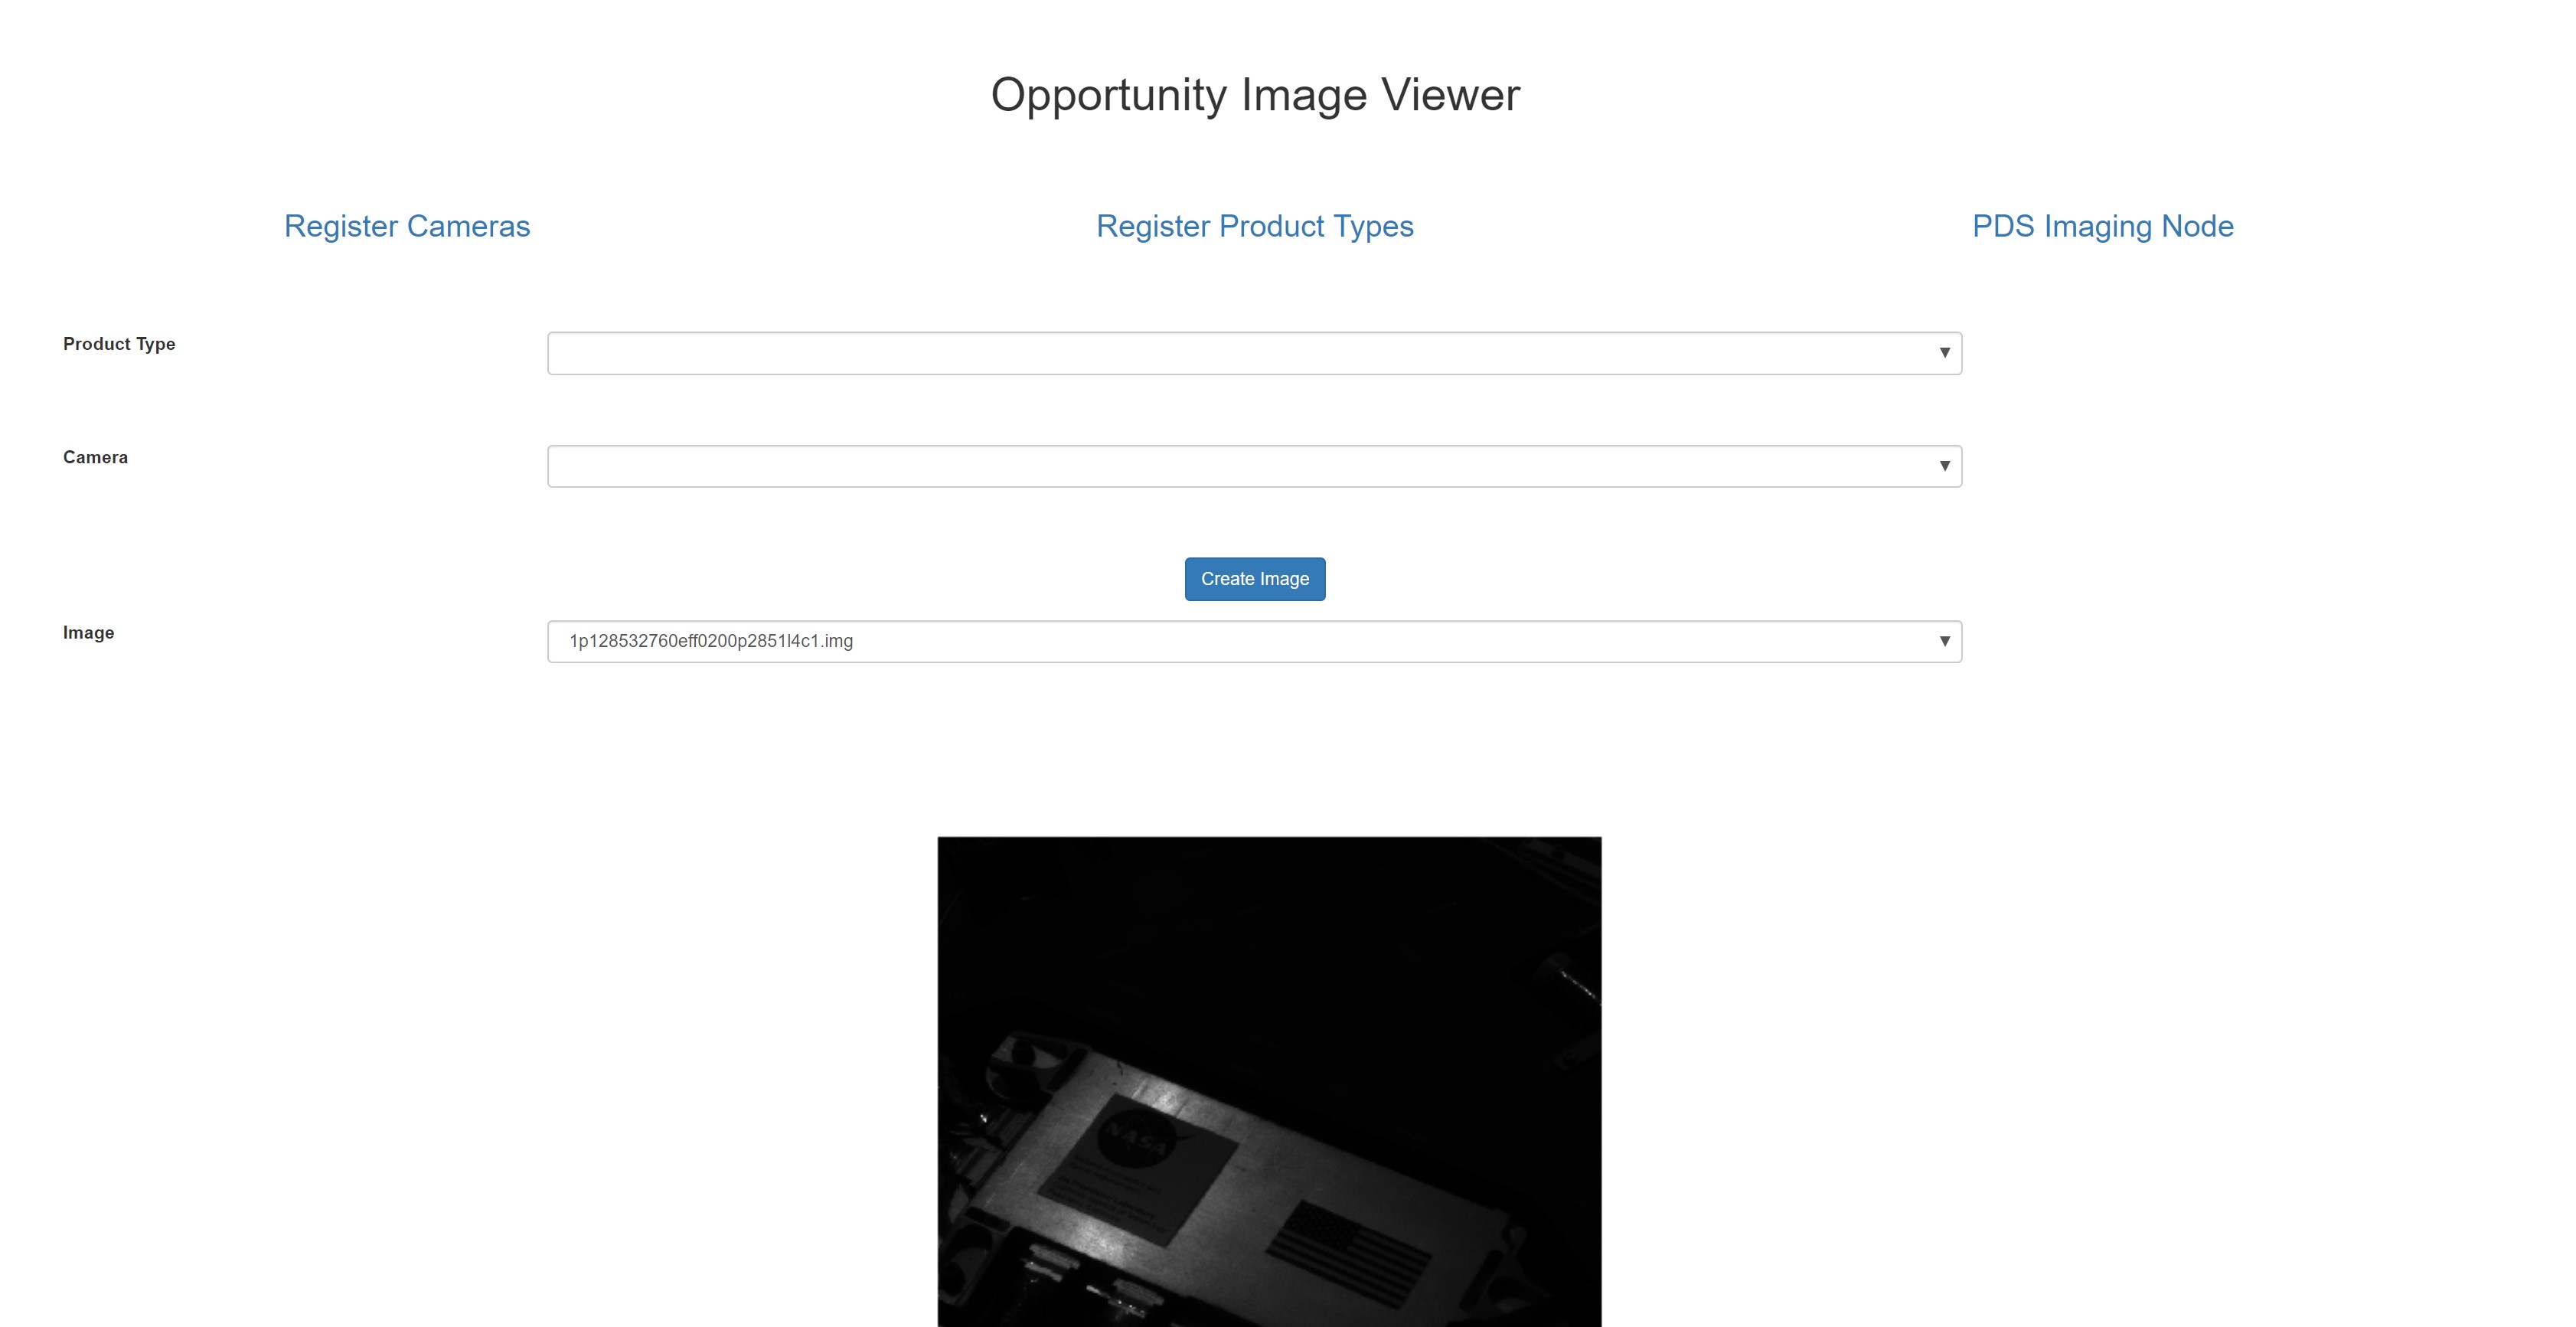 Opportunity Image Viewer
Register Cameras
Register Product Types
PDS Imaging Node
Product Type
Camera
Create Image
Image
1p128532760eff0200p2851l4c1.img
NASA